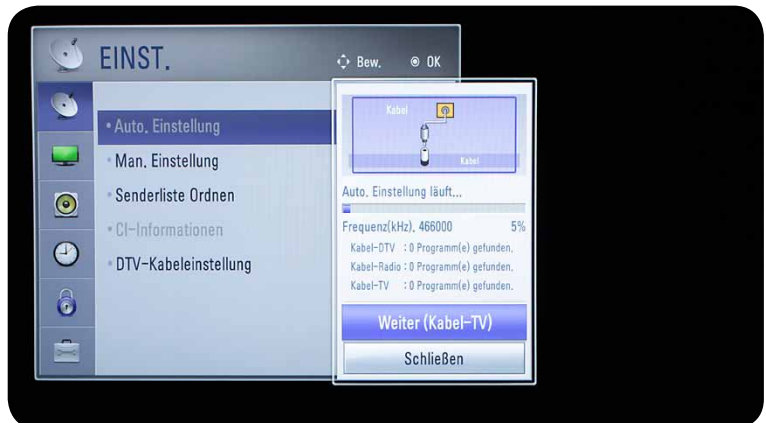 EINST.
Bew. OK
Auto. Einstellung
Man. Einstellung
Senderliste Ordnen
CI-Informationen
DTV-Kabeleinstellung
Kabel
Kabel
Auto. Einstellung läuft...
Frequenz(kHz). 466000 5%
Kabel-DTV : 0 Programm(e) gefunden.
Kabel-Radio : 0 Programm(e) gefunden.
Kabel-TV : 0 Programm(e) gefunden.
Weiter (Kabel-TV)
Schließen